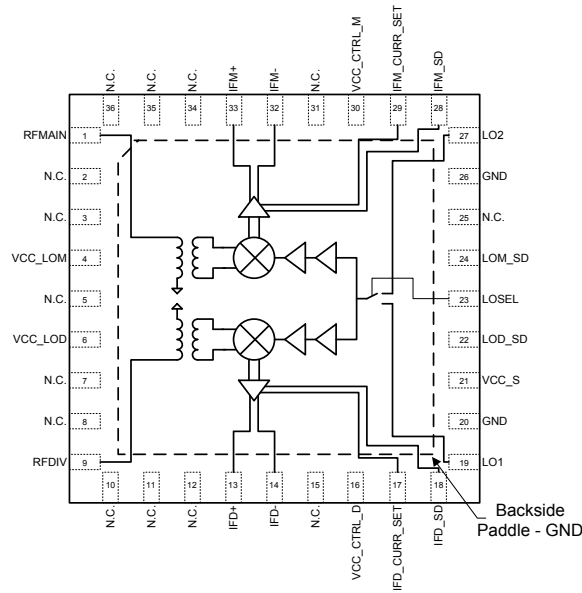 N.C.
N.C.
N.C.
IFM+
IFM-
N.C.
VCC_CTRL_M
IFM_CURR_SET
IFM_SD
36
35
34
33
32
31
30
29
28
RFMAIN
1
27
LO2
N.C.
2
26
GND
N.C.
3
25
N.C.
VCC_LOM
4
24
LOM_SD
N.C.
5
23
LOSEL
VCC_LOD
6
22
LOD_SD
N.C.
7
21
VCC_S
N.C.
8
20
GND
RFDIV
9
19
LO1
10
11
12
13
14
15
16
17
18
N.C.
N.C.
N.C.
IFD+
IFD-
N.C.
VCC_CTRL_D
IFD_CURR_SET
IFD_SD
Backside
Paddle - GND